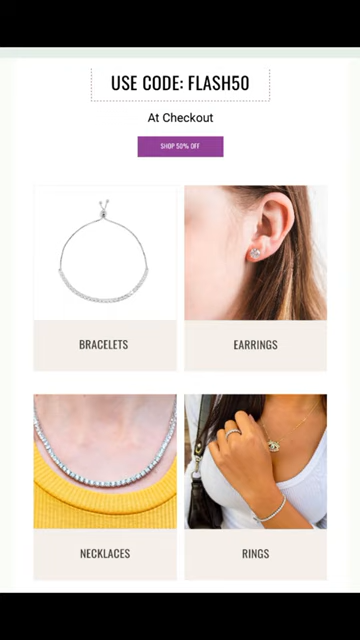 USE CODE: FLASH50
At Checkout
SHOP 50% OFF
BRACELETS
EARRINGS
NECKLACES
RINGS